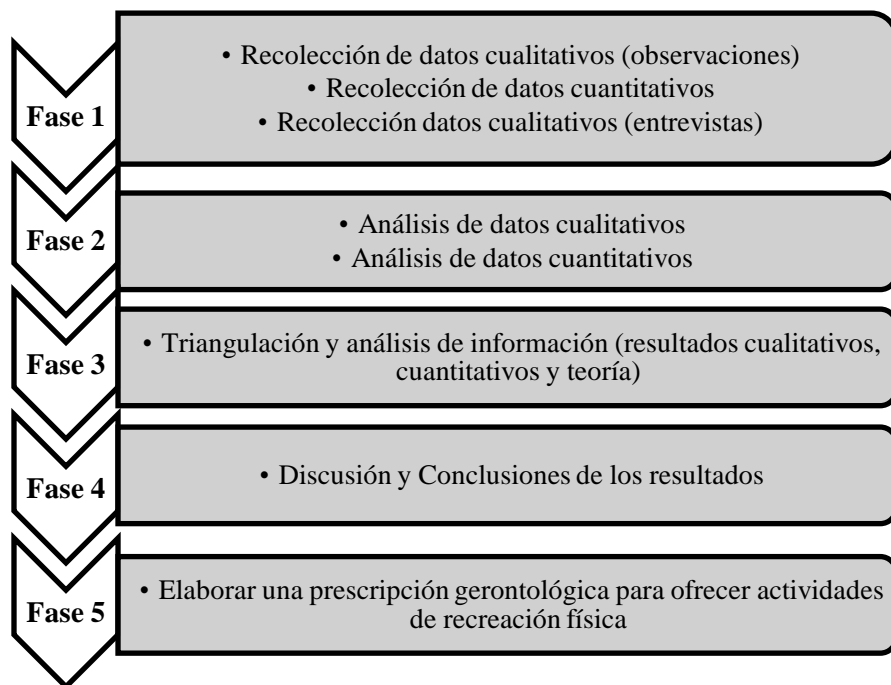 Fase 1
• Recolección de datos cualitativos (observaciones)
• Recolección de datos cuantitativos
• Recolección datos cualitativos (entrevistas)
Fase 2
• Análisis de datos cualitativos
• Análisis de datos cuantitativos
Fase 3
• Triangulación y análisis de información (resultados cualitativos,
cuantitativos y teoría)
Fase 4
• Discusión y Conclusiones de los resultados
Fase 5
• Elaborar una prescripción gerontológica para ofrecer actividades
de recreación física